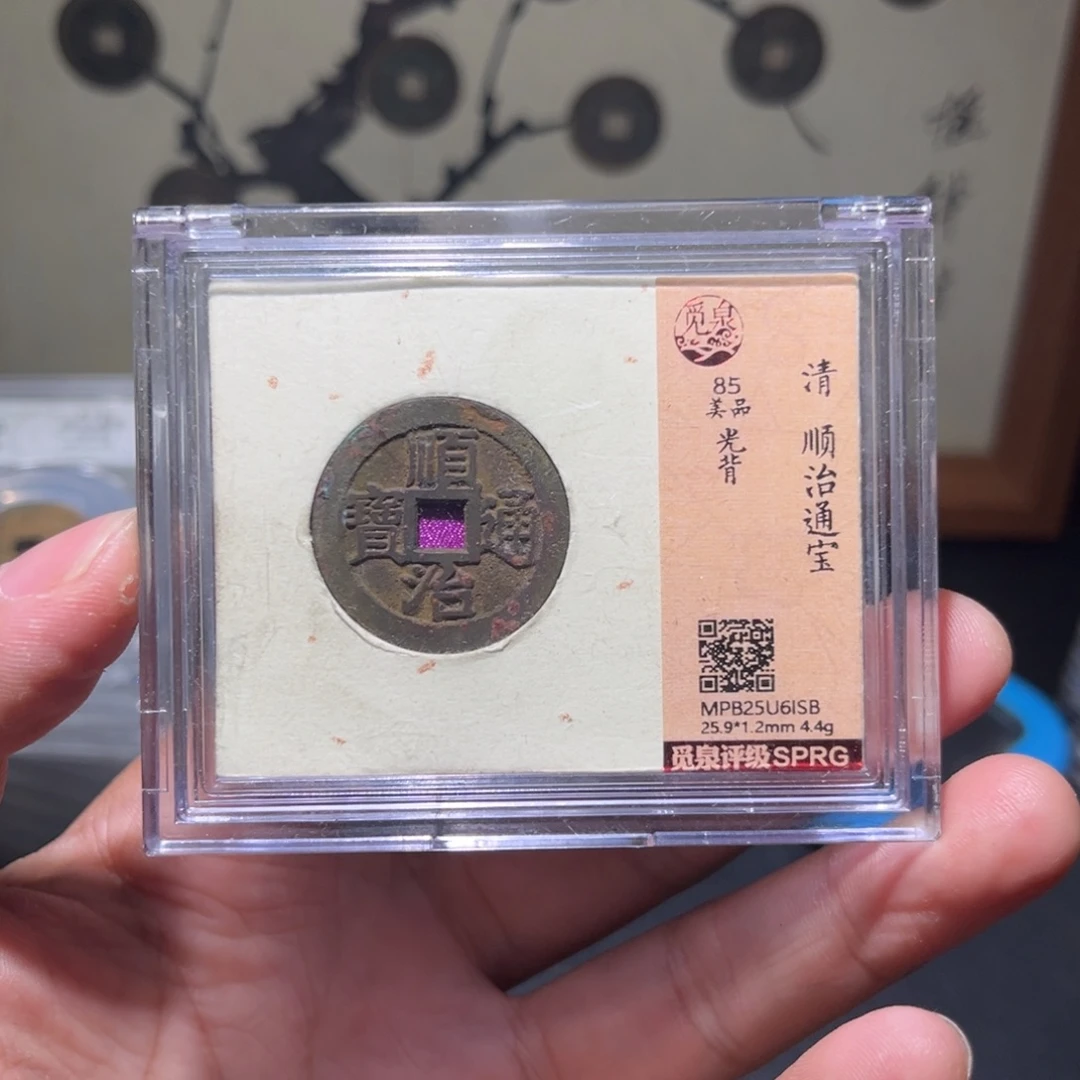 順治通寶
觅泉
85
美品
光背
清 顺治通宝
MPB25U6ISB
25.9*1.2mm 4.4g
觅泉评级SPRG